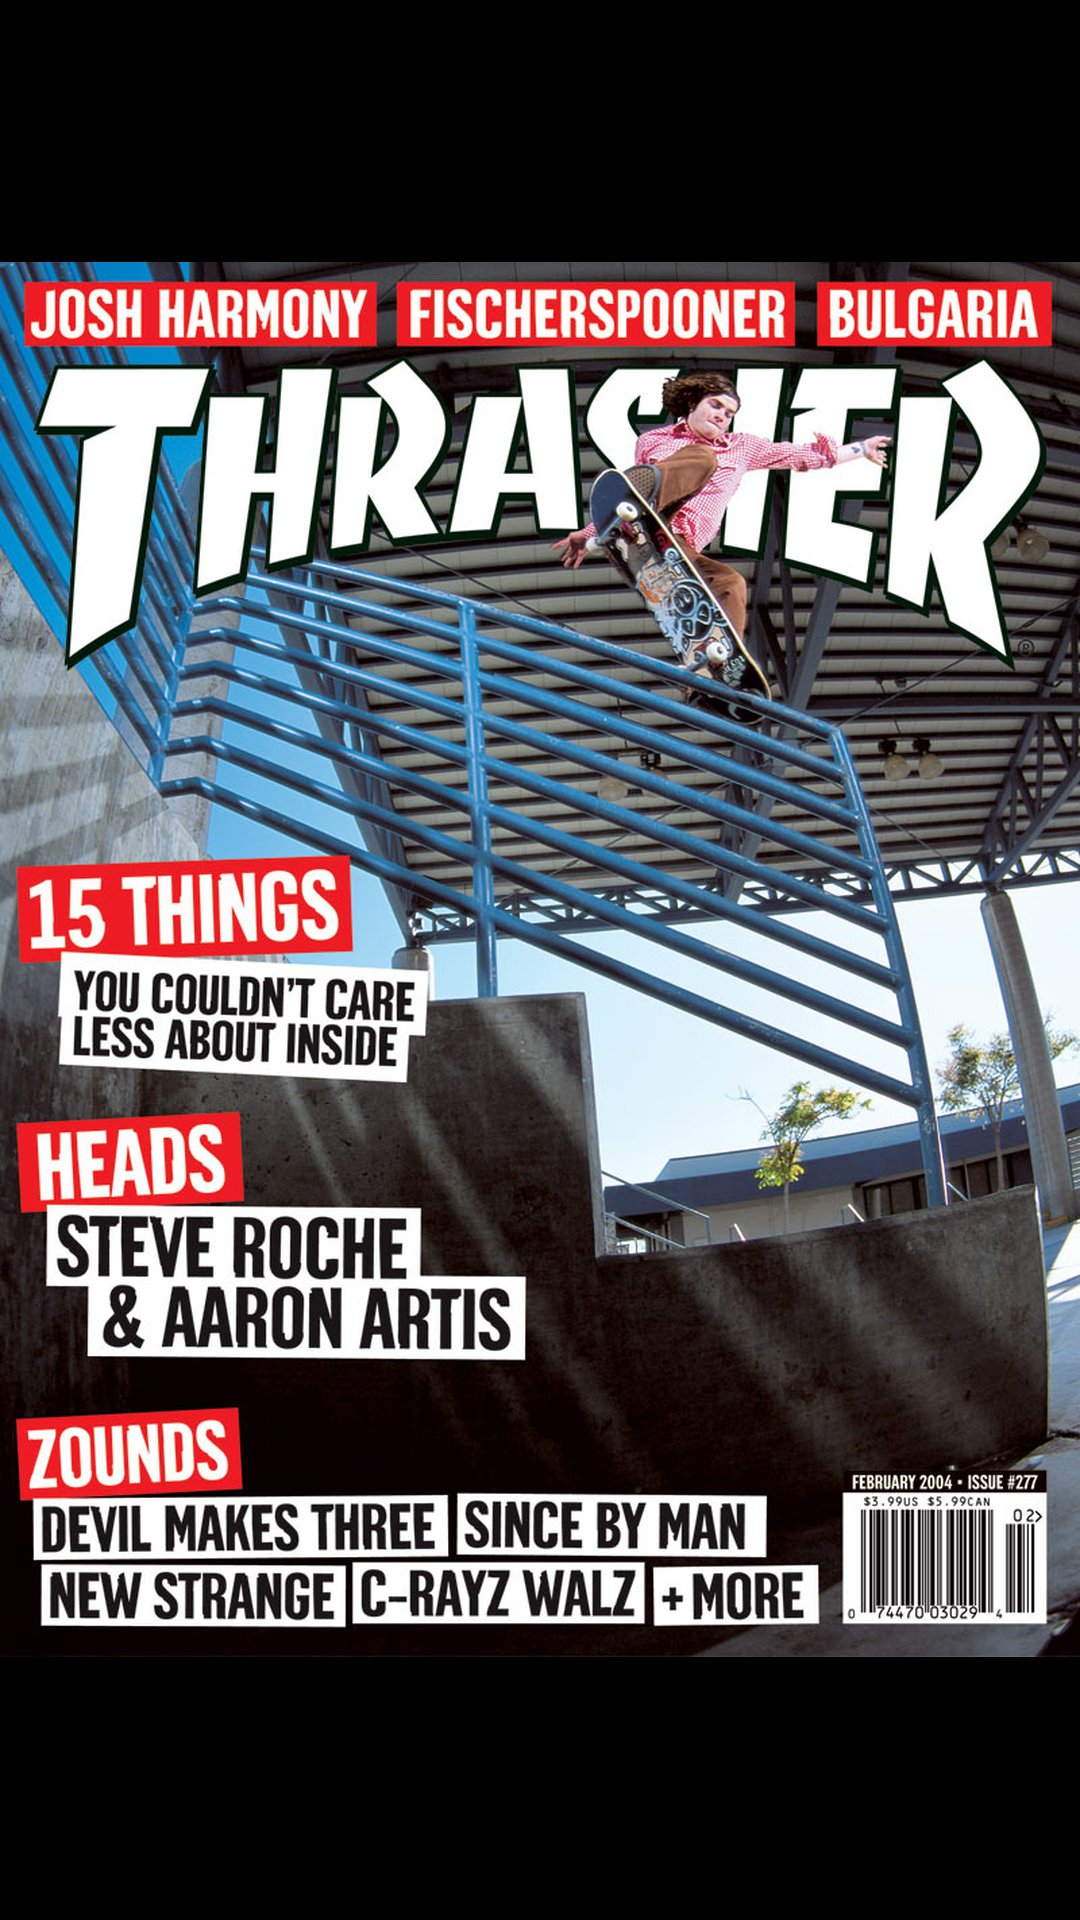 JOSH HARMONY FISCHERSPOONER BULGARIA
THRASHER
®
15 THINGS
YOU COULDN'T CARE
LESS ABOUT INSIDE
HEADS
STEVE ROCHE
& AARON ARTIS
ZOUNDS
DEVIL MAKES THREE SINCE BY MAN
NEW STRANGE C-RAYZ WALZ + MORE
FEBRUARY 2004 • ISSUE #277
$3.99US $5.99CAN
02>
0 74470 03029 4